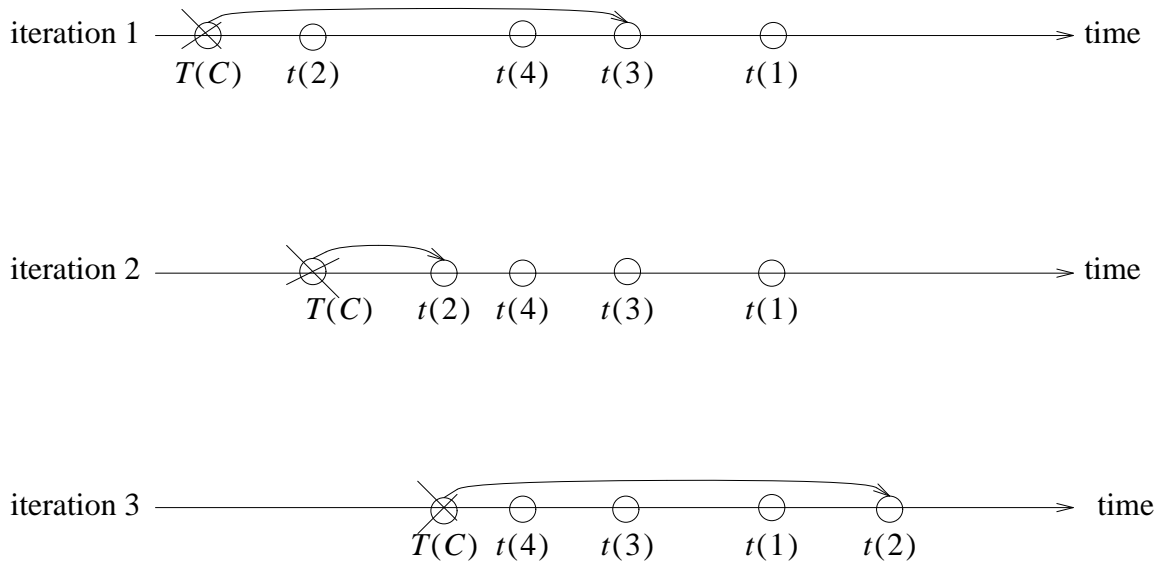 iteration 1 time
T(C) t(2) t(4) t(3) t(1)
iteration 2 time
T(C) t(2) t(4) t(3) t(1)
iteration 3 time
T(C) t(4) t(3) t(1) t(2)